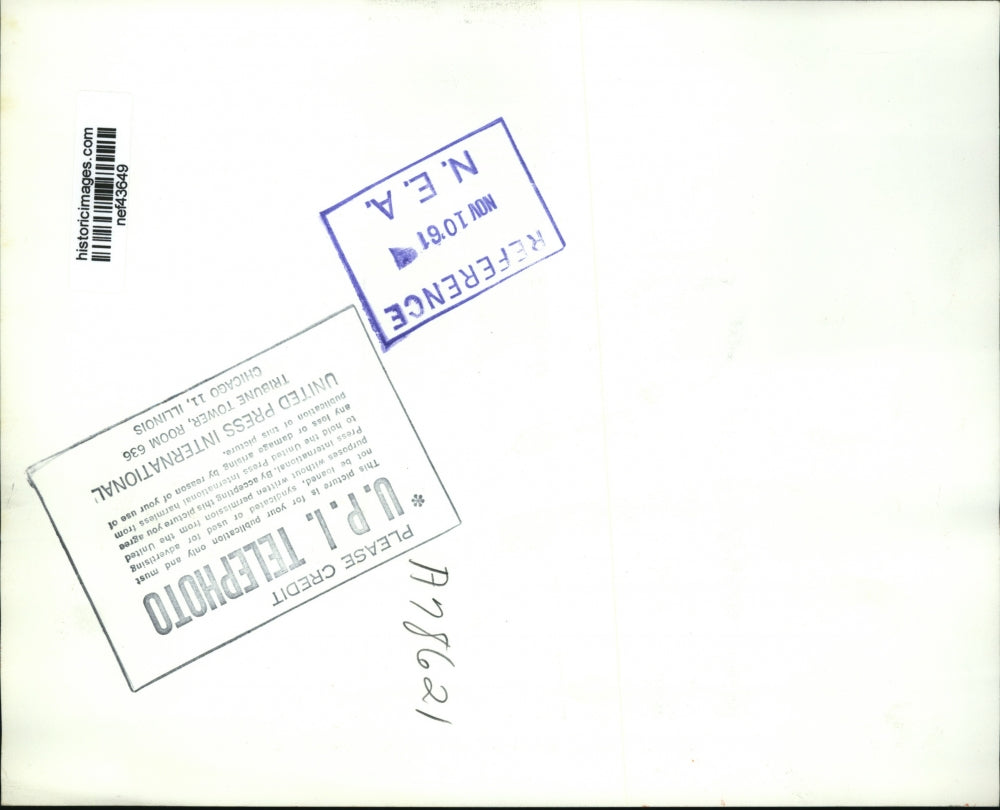 historicimages.com
nef43649
REFERENCE
NOV 10 '61
N. E. A.
PLEASE CREDIT
* U. P. I. TELEPHOTO
This picture is for your publication only and must
not be loaned, syndicated or used for advertising
purposes without written permission from the United
Press International. By accepting this picture you agree
to hold the United Press International harmless from
any loss or damage arising by reason of your use of
publication of this picture.
UNITED PRESS INTERNATIONAL
TRIBUNE TOWER, ROOM 636
CHICAGO 11, ILLINOIS
A78621